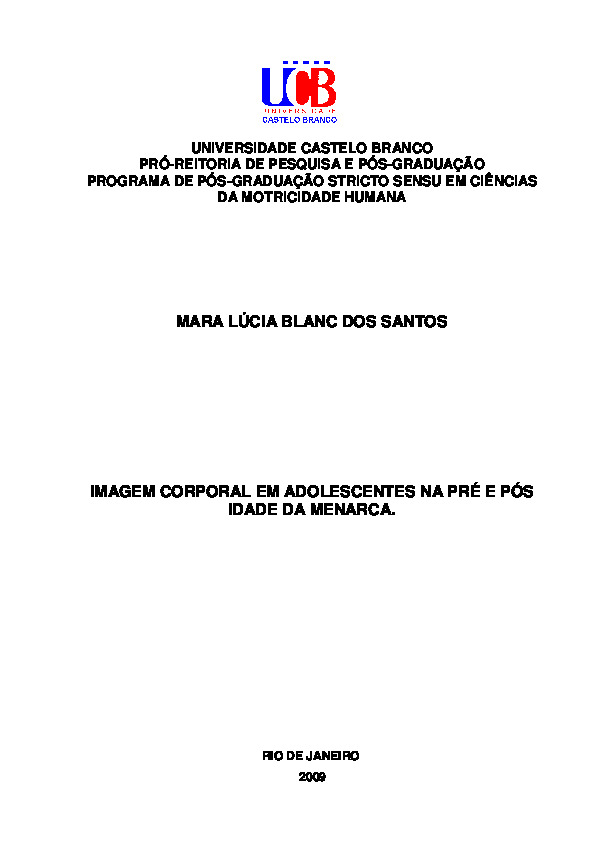 UCB
UNIVERSIDADE
CASTELO BRANCO
UNIVERSIDADE CASTELO BRANCO
PRÓ-REITORIA DE PESQUISA E PÓS-GRADUAÇÃO
PROGRAMA DE PÓS-GRADUAÇÃO STRICTO SENSU EM CIÊNCIAS
DA MOTRICIDADE HUMANA
MARA LÚCIA BLANC DOS SANTOS
IMAGEM CORPORAL EM ADOLESCENTES NA PRÉ E PÓS
IDADE DA MENARCA.
RIO DE JANEIRO
2009